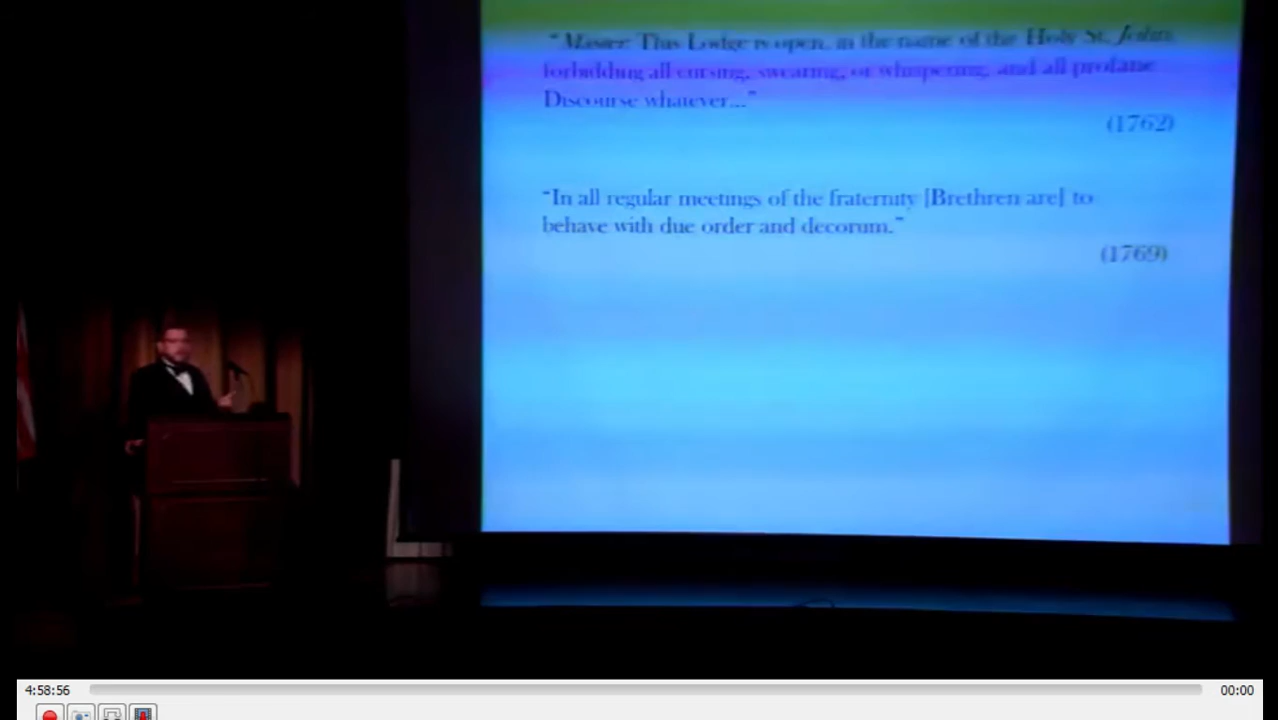 "Master: This Lodge is open, in the name of the Holy St. John,
forbidding all cursing, swearing, or whispering, and all profane
Discourse whatever..."
(1762)
"In all regular meetings of the fraternity [Brethren are] to
behave with due order and decorum."
(1769)
4:58:56
00:00